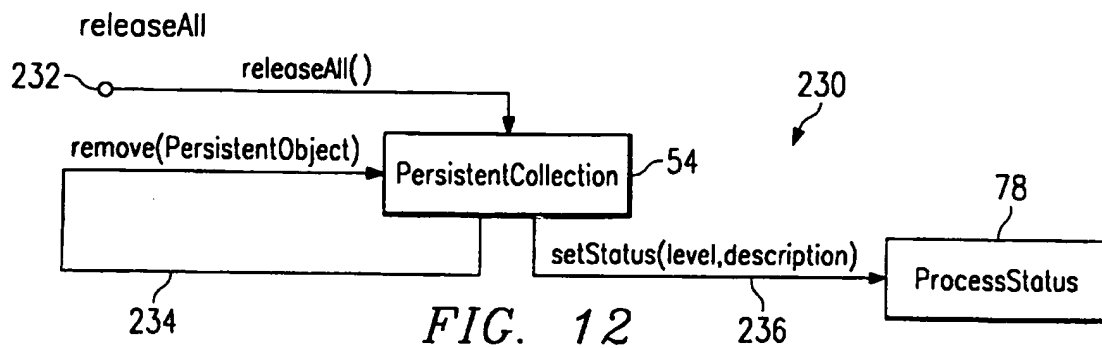 releaseAll
232
releaseAll()
230
remove(PersistentObject)
PersistentCollection
54
78
setStatus(level,description)
ProcessStatus
234
FIG. 12
236